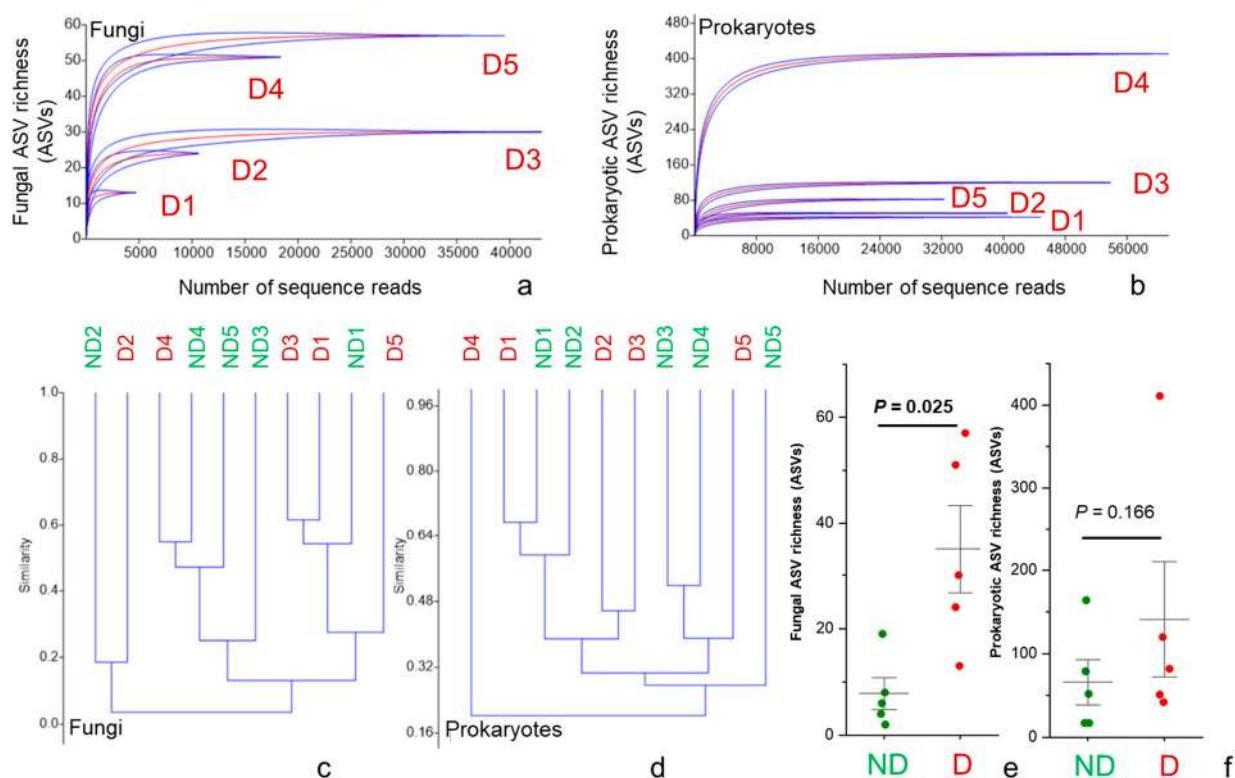 Fungi
Fungal ASV richness
(ASVs)
60
50
40
30
20
10
0
D5
D4
D3
D2
D1
5000 10000 15000 20000 25000 30000 35000 40000
Number of sequence reads
a
Prokaryotes
Prokaryotic ASV richness
(ASVs)
480
400
320
240
160
80
0
D4
D3
D5
D2
D1
8000 16000 24000 32000 40000 48000 56000
Number of sequence reads
b
ND2 D2 D4 ND4 ND5 ND3 D3 D1 ND1 D5
Similarity
1.0
0.8
0.6
0.4
0.2
0.0
Fungi
c
D4 D1 ND1 ND2 D2 D3 ND3 ND4 D5 ND5
Similarity
0.96
0.80
0.64
0.48
0.32
0.16
Prokaryotes
d
Fungal ASV richness (ASVs)
60
40
20
0
P = 0.025
ND D
e
Prokaryotic ASV richness (ASVs)
400
350
300
250
200
150
100
50
0
P = 0.166
ND D
f